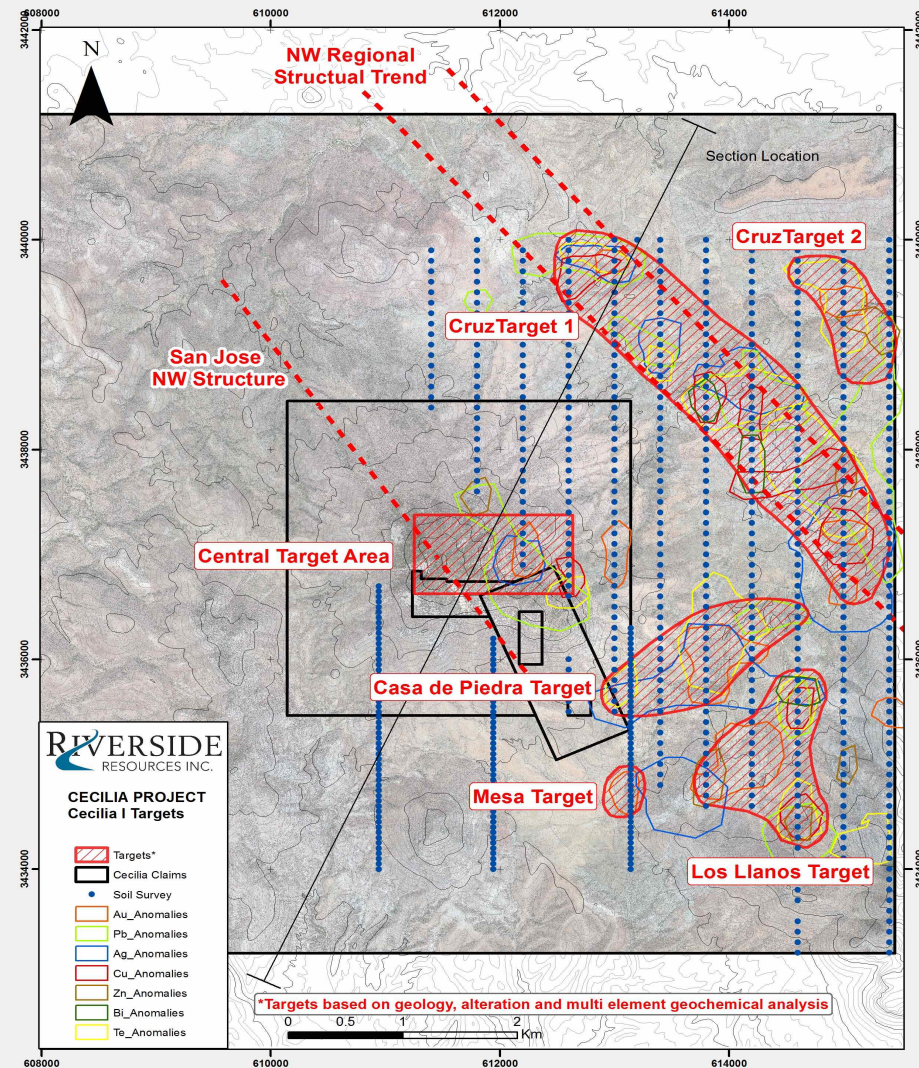 608000
610000
612000
614000
3442000
N
NW Regional
Structual Trend
Section Location
3440000
CruzTarget 2
CruzTarget 1
San Jose
NW Structure
3438000
Central Target Area
3436000
Casa de Piedra Target
Mesa Target
Los Llanos Target
3434000
RIVERSIDE
RESOURCES INC.
CECILIA PROJECT
Cecilia I Targets
Targets*
Cecilia Claims
Soil Survey
Au_Anomalies
Pb_Anomalies
Ag_Anomalies
Cu_Anomalies
Zn_Anomalies
Bi_Anomalies
Te_Anomalies
*Targets based on geology, alteration and multi element geochemical analysis
0 0.5 1 2
Km
608000
610000
612000
614000